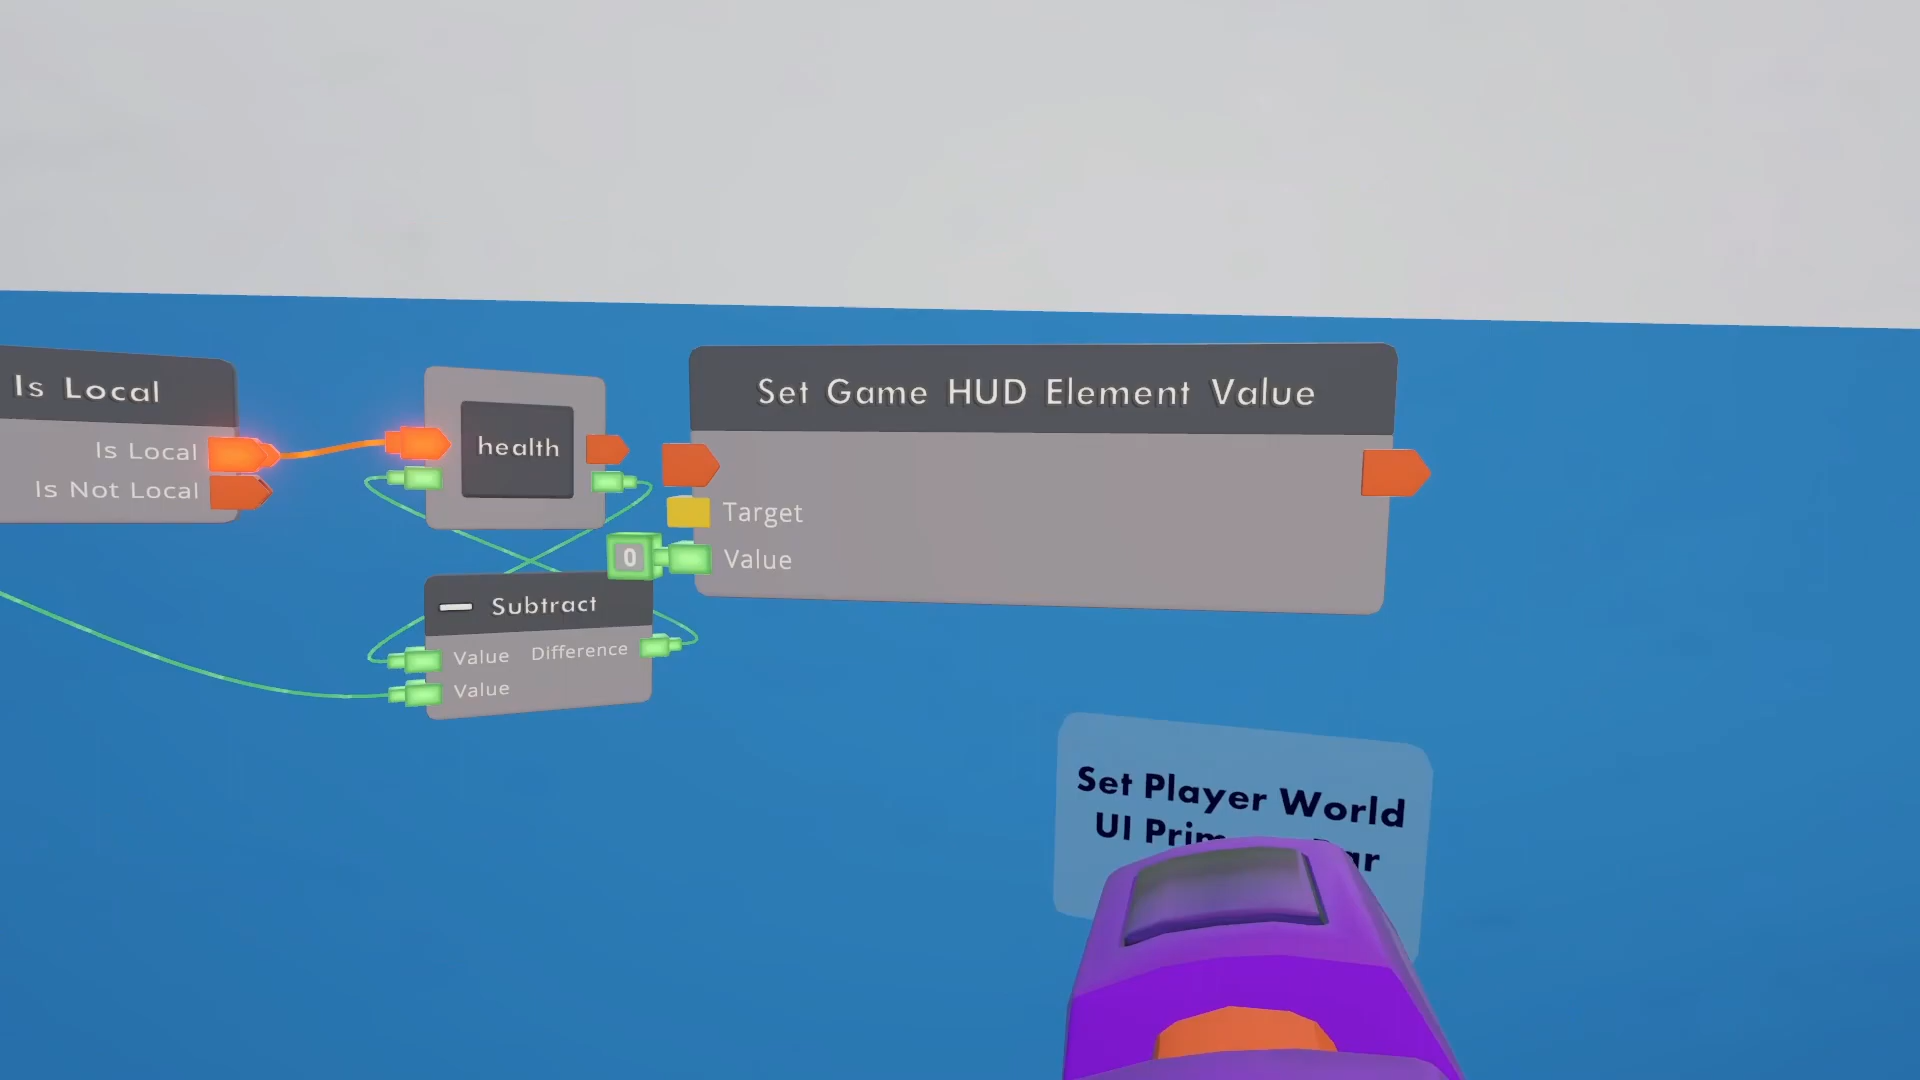 Is Local
Is Local
Is Not Local
health
Set Game HUD Element Value
Target
0
Value
Subtract
Value
Difference
Value
Set Player World
UI